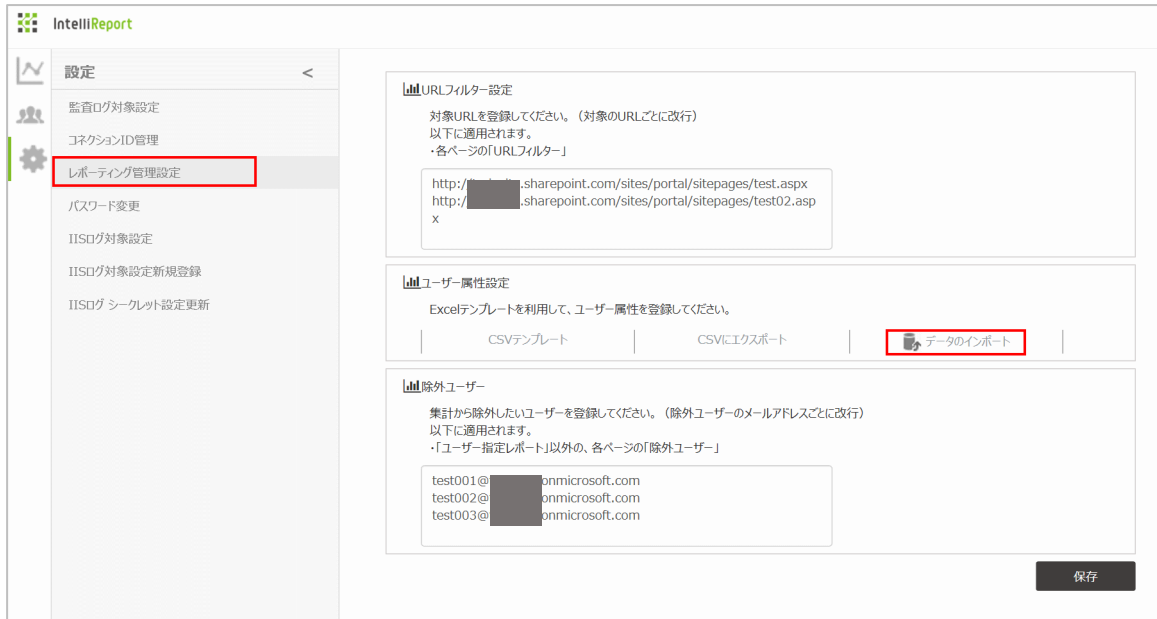 IntelliReport
設定
<
監査ログ対象設定
コネクションID管理
レポーティング管理設定
パスワード変更
IISログ対象設定
IISログ対象設定新規登録
IISログ シークレット設定更新
URLフィルター設定
対象URLを登録してください。（対象のURLごとに改行）
以下に適用されます。
・各ページの「URLフィルター」
http:/ .sharepoint.com/sites/portal/sitepages/test.aspx
http:/ .sharepoint.com/sites/portal/sitepages/test02.asp
x
ユーザー属性設定
Excelテンプレートを利用して、ユーザー属性を登録してください。
CSVテンプレート
CSVにエクスポート
データのインポート
除外ユーザー
集計から除外したいユーザーを登録してください。（除外ユーザーのメールアドレスごとに改行）
以下に適用されます。
・「ユーザー指定レポート」以外の、各ページの「除外ユーザー」
test001@ onmicrosoft.com
test002@ onmicrosoft.com
test003@ onmicrosoft.com
保存